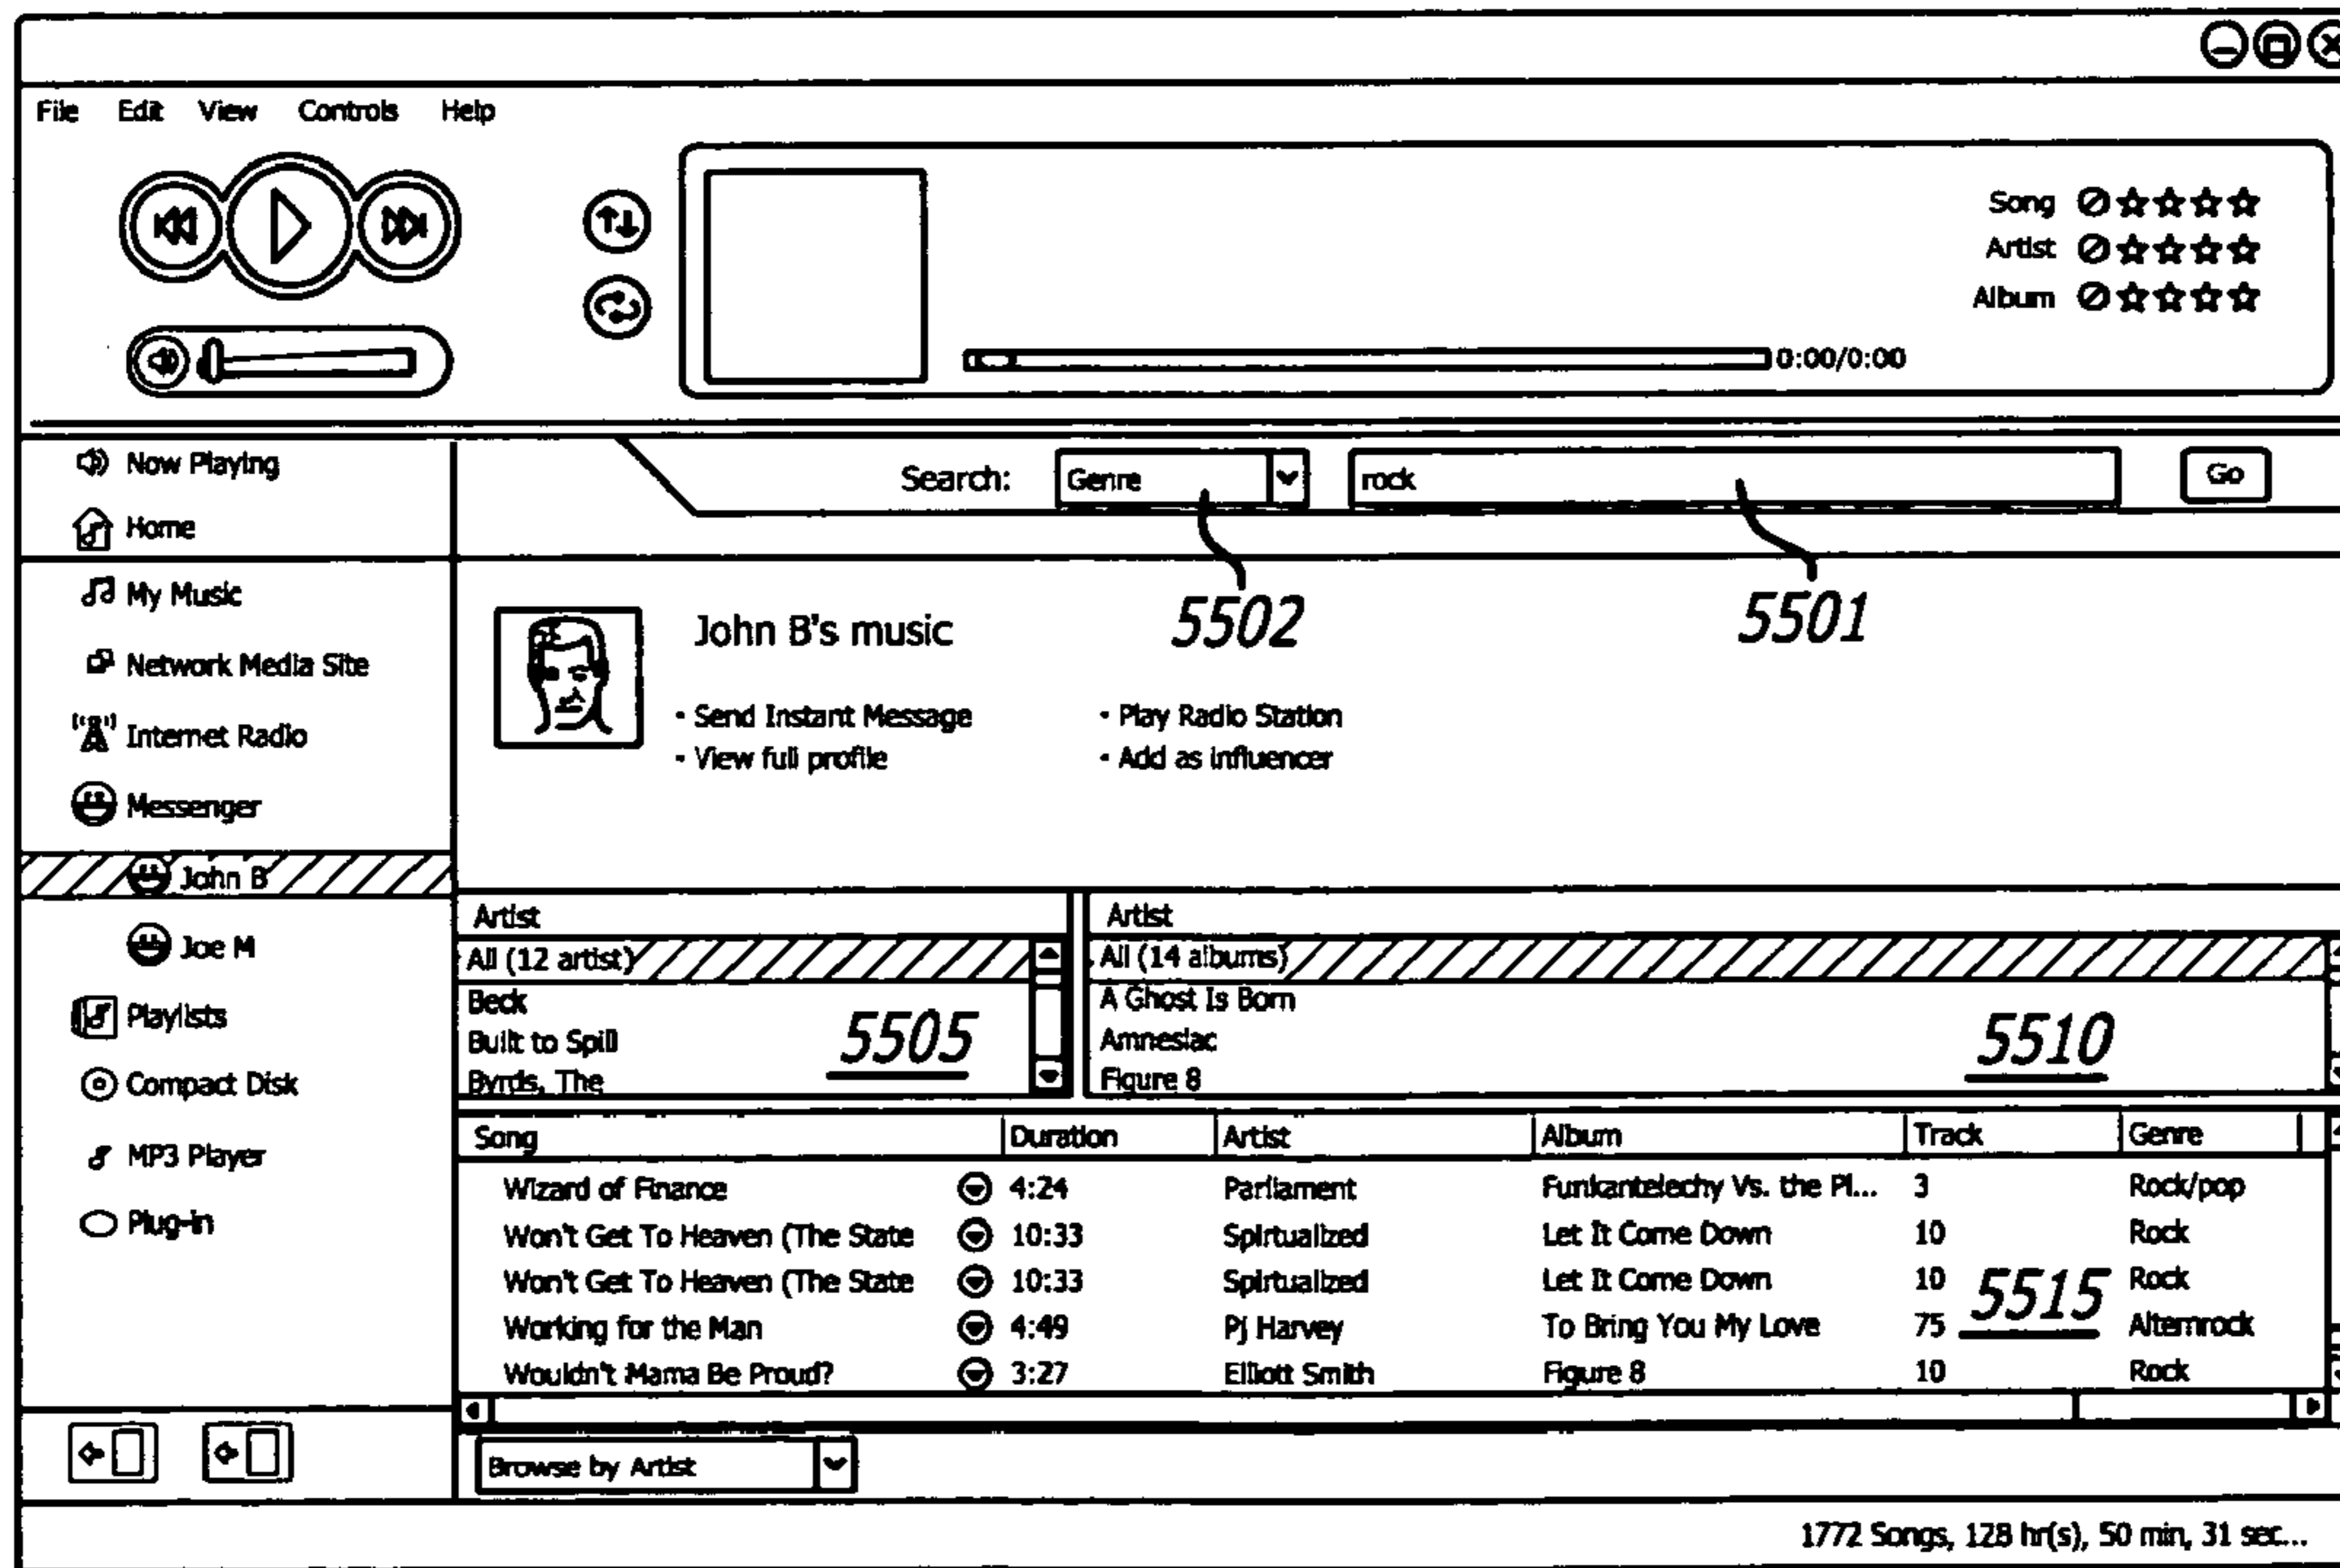 File Edit View Controls Help
Song
Artist
Album
0:00/0:00
Now Playing
Home
My Music
Network Media Site
Internet Radio
Messenger
John B
Joe M
Playlists
Compact Disk
MP3 Player
Plug-in
Search: Genre rock Go
5502 5501
John B's music
- Send Instant Message - Play Radio Station
- View full profile - Add as influencer
Artist
All (12 artist)
Beck
Built to Spill
Byrds, The
5505
Artist
All (14 albums)
A Ghost Is Born
Amnesiac
Figure 8
5510
Song Duration Artist Album Track Genre
Wizard of Finance 4:24 Parliament Funkantelechy Vs. the Pl... 3 Rock/pop
Won't Get To Heaven (The State 10:33 Spirtualized Let It Come Down 10 Rock
Won't Get To Heaven (The State 10:33 Spirtualized Let It Come Down 10 Rock
5515
Working for the Man 4:49 Pj Harvey To Bring You My Love 75 Alternrock
Wouldn't Mama Be Proud? 3:27 Elliott Smith Figure 8 10 Rock
Browse by Artist
1772 Songs, 128 hr(s), 50 min, 31 sec...